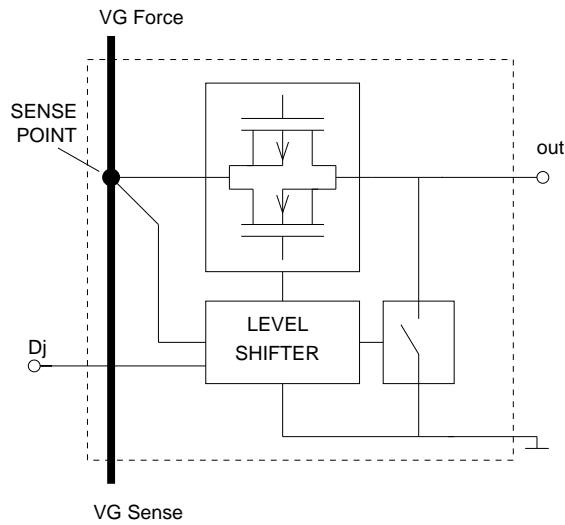 VG Force
SENSE
POINT
out
LEVEL
SHIFTER
Dj
VG Sense